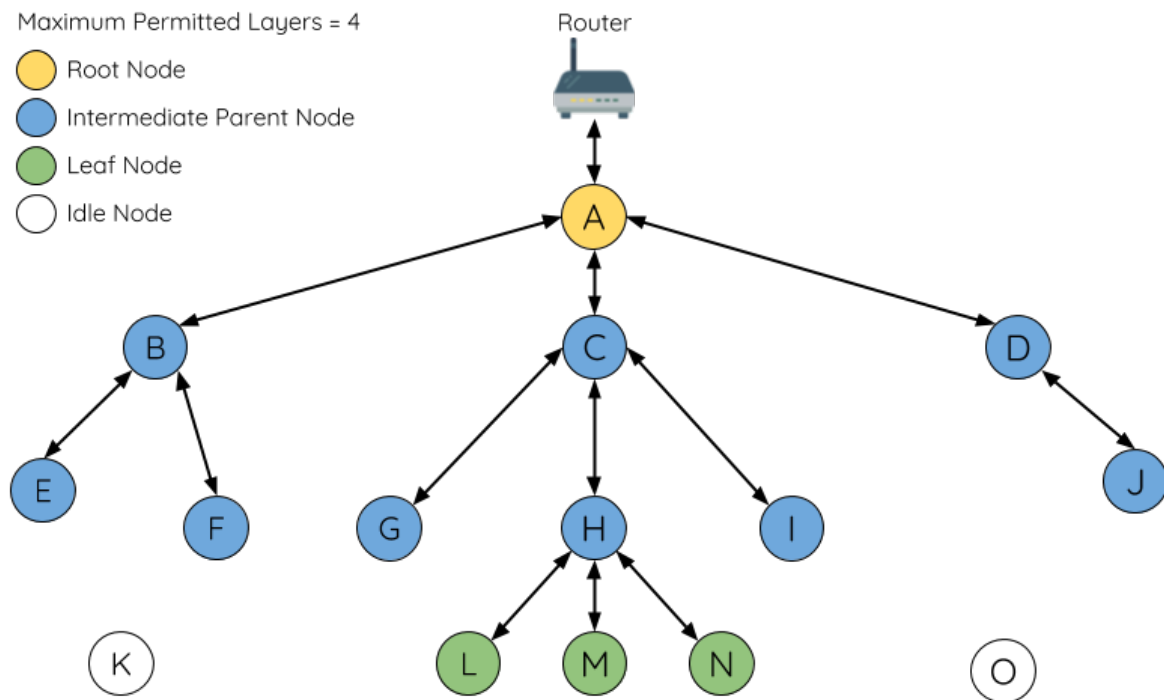 Maximum Permitted Layers = 4
Router
Root Node
Intermediate Parent Node
Leaf Node
Idle Node
A
B
C
D
E
F
G
H
I
J
K
L
M
N
O